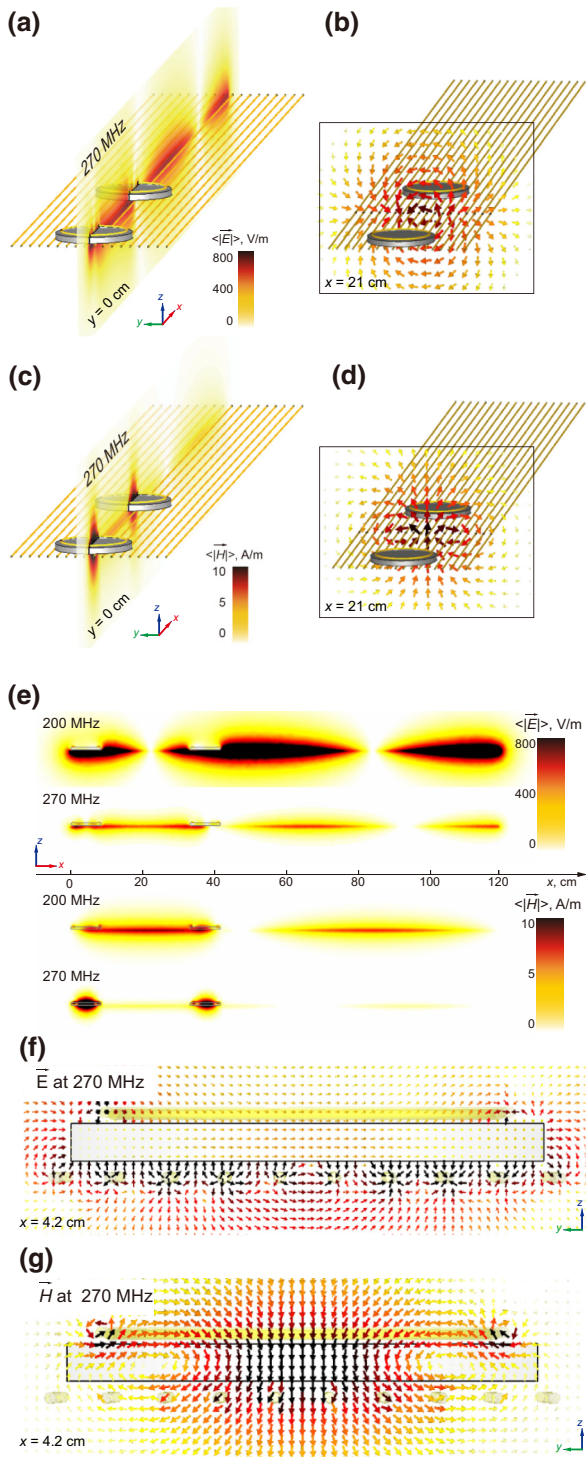 (a)
270 MHz
<|E|>, V/m
800
400
0
y = 0 cm
z
y
x
(b)
x = 21 cm
(c)
270 MHz
<|H|>, A/m
10
5
0
y = 0 cm
z
y
x
(d)
x = 21 cm
(e)
200 MHz
<|E|>, V/m
800
400
0
270 MHz
z
x
0 20 40 60 80 100 120 x, cm
200 MHz
<|H|>, A/m
10
5
0
270 MHz
(f)
E at 270 MHz
x = 4.2 cm
z
y
(g)
H at 270 MHz
x = 4.2 cm
z
y